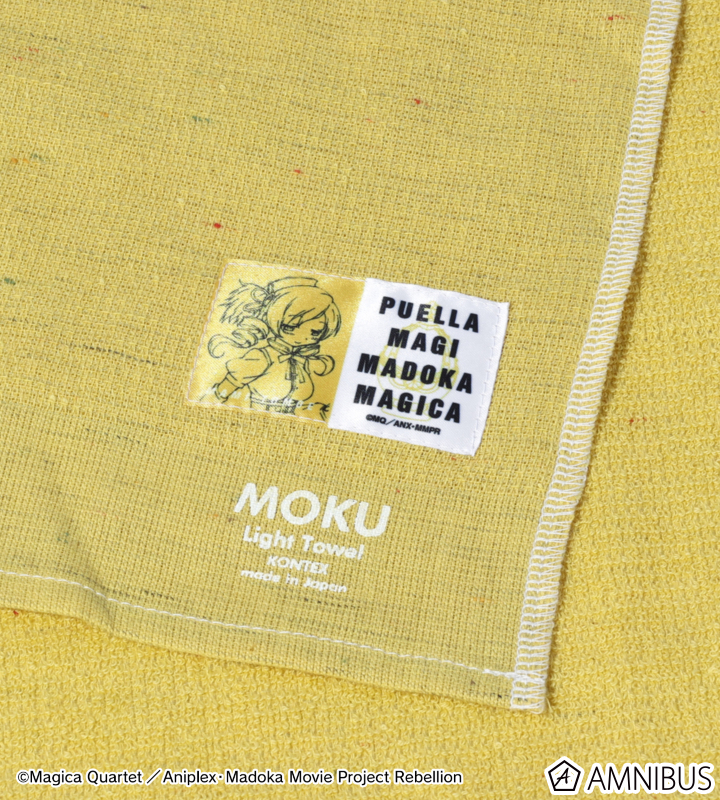 PUELLA
MAGI
MADOKA
MAGICA
©MQ／ANX・MMPR
MOKU
Light Towel
KONTEX
made in Japan
©Magica Quartet／Aniplex・Madoka Movie Project Rebellion
AMNIBUS